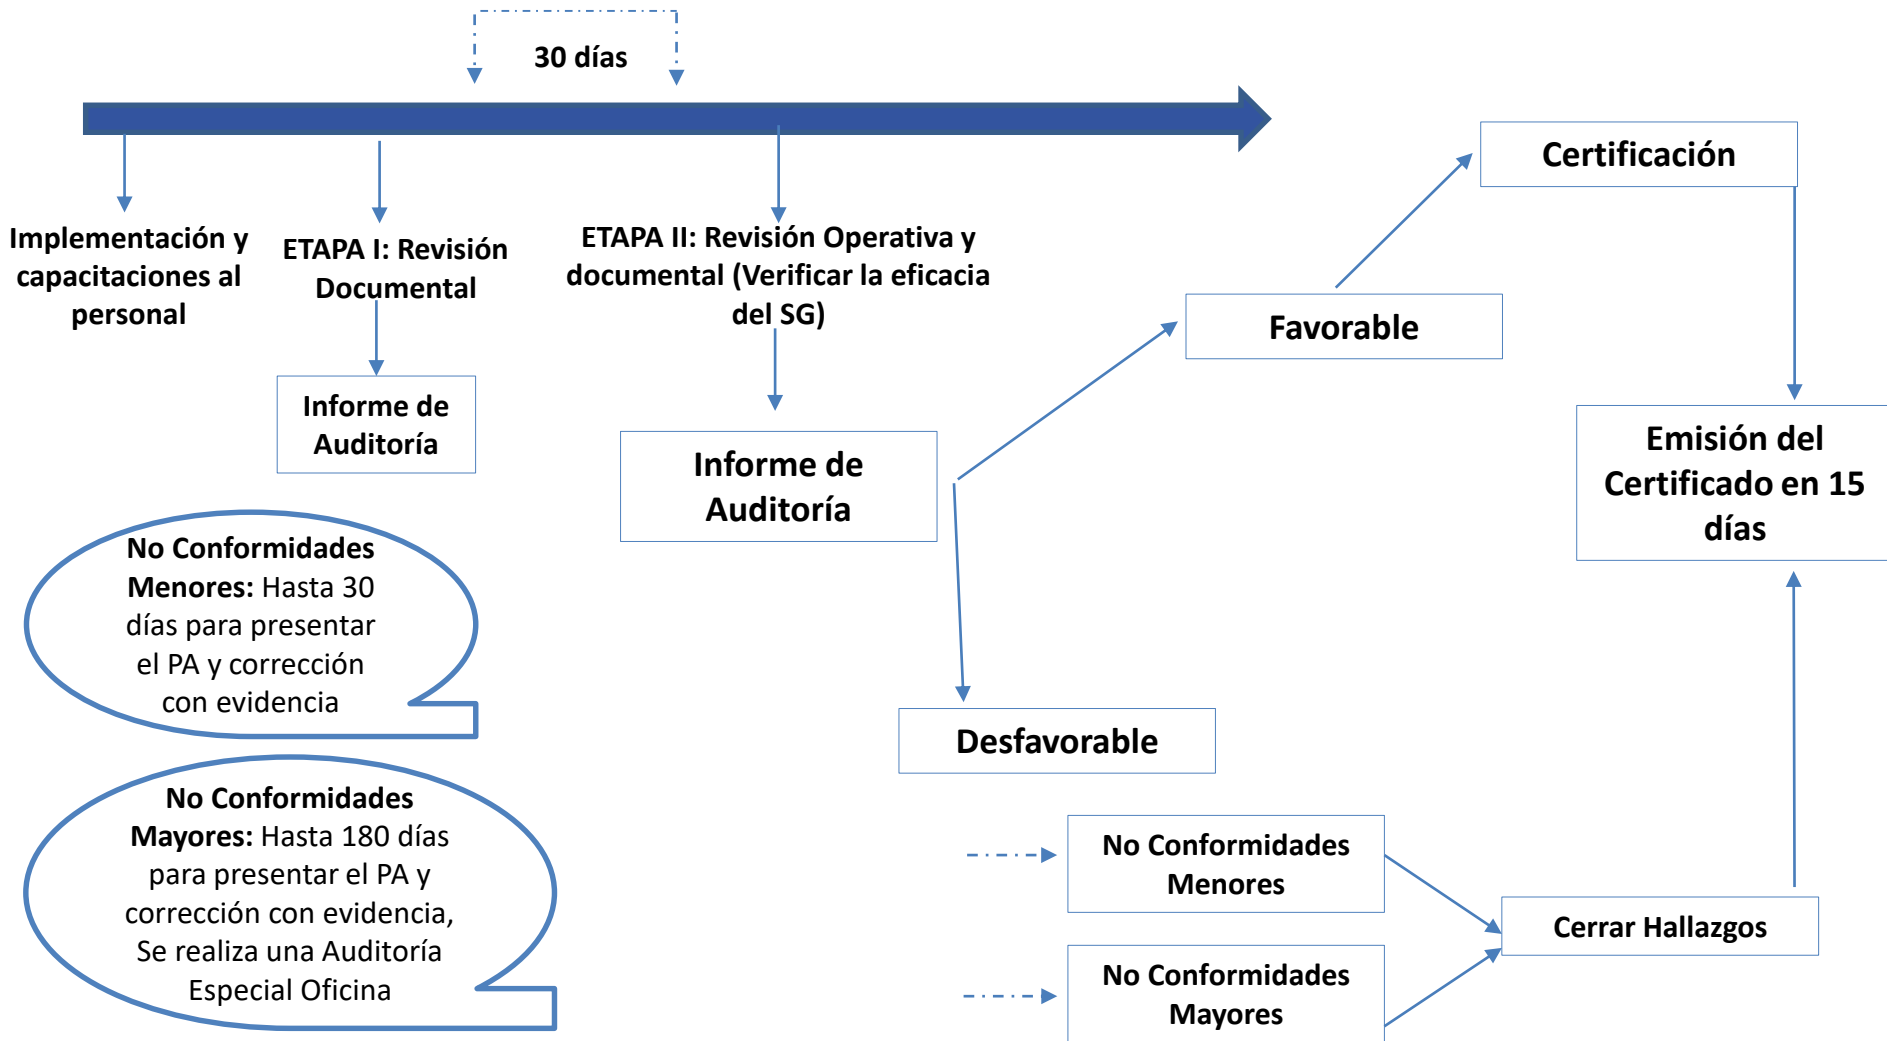 30 días
Implementación y
capacitaciones al
personal
ETAPA I: Revisión
Documental
Informe de
Auditoría
ETAPA II: Revisión Operativa y
documental (Verificar la eficacia
del SG)
Informe de
Auditoría
Favorable
Certificación
Emisión del
Certificado en 15
días
Desfavorable
No Conformidades
Menores
No Conformidades
Mayores
Cerrar Hallazgos
No Conformidades
Menores: Hasta 30
días para presentar
el PA y corrección
con evidencia
No Conformidades
Mayores: Hasta 180 días
para presentar el PA y
corrección con evidencia,
Se realiza una Auditoría
Especial Oficina